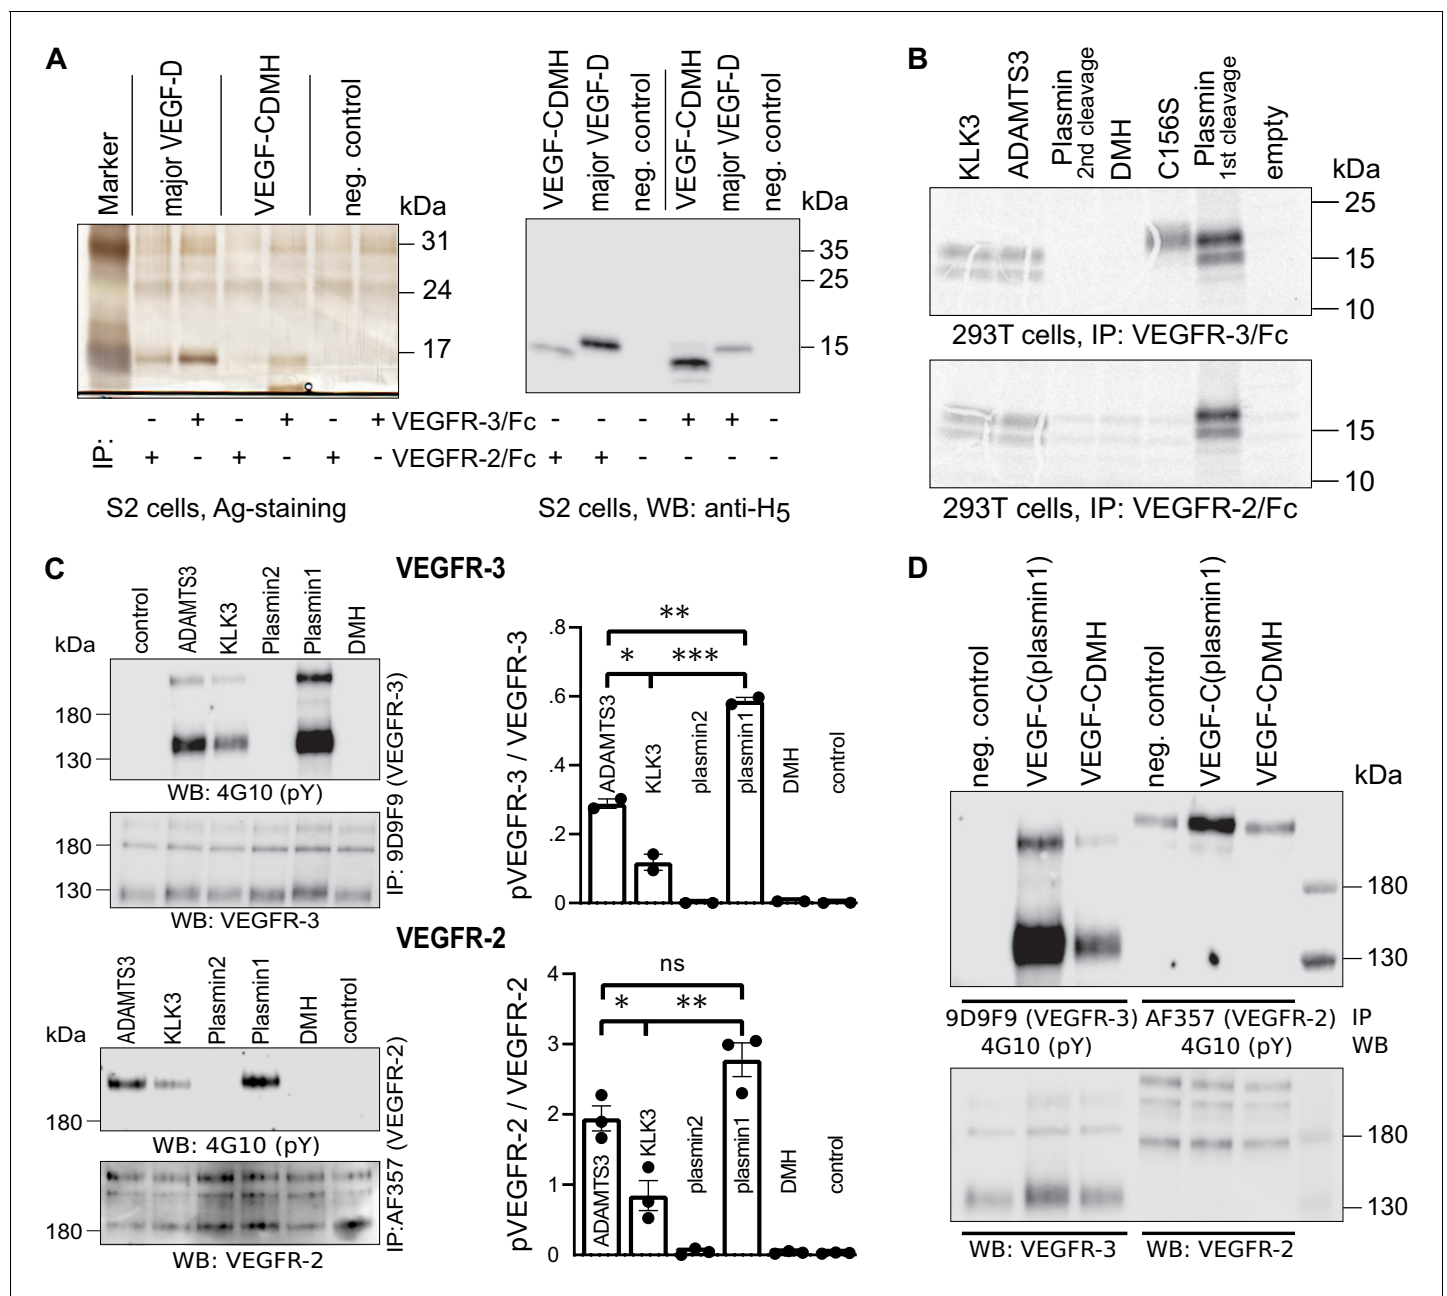 A
Marker
major VEGF-D
VEGF-CDMH
neg. control
kDa
31
24
17
VEGF-CDMH
major VEGF-D
neg. control
VEGF-CDMH
major VEGF-D
neg. control
kDa
35
25
15
IP:
- + - + - + VEGFR-3/Fc - - - + + -
+ - + - + - VEGFR-2/Fc + + - - - -
S2 cells, Ag-staining
S2 cells, WB: anti-H5
B
KLK3
ADAMTS3
Plasmin
2nd cleavage
DMH
C156S
Plasmin
1st cleavage
empty
kDa
25
15
10
293T cells, IP: VEGFR-3/Fc
15
10
293T cells, IP: VEGFR-2/Fc
C
VEGFR-3
control
ADAMTS3
KLK3
Plasmin2
Plasmin1
DMH
kDa
180
130
WB: 4G10 (pY)
180
130
WB: VEGFR-3
IP: 9D9F9 (VEGFR-3)
pVEGFR-3 / VEGFR-3
.8
.6
.4
.2
0
**
* ***
ADAMTS3
KLK3
plasmin2
plasmin1
DMH
control
VEGFR-2
ADAMTS3
KLK3
Plasmin2
Plasmin1
DMH
control
kDa
180
WB: 4G10 (pY)
180
WB: VEGFR-2
IP:AF357 (VEGFR-2)
pVEGFR-2 / VEGFR-2
4
3
2
1
0
ns
* **
ADAMTS3
KLK3
plasmin2
plasmin1
DMH
control
D
neg. control
VEGF-C(plasmin1)
VEGF-CDMH
neg. control
VEGF-C(plasmin1)
VEGF-CDMH
kDa
180
130
9D9F9 (VEGFR-3) AF357 (VEGFR-2) IP
4G10 (pY) 4G10 (pY) WB
180
130
WB: VEGFR-3 WB: VEGFR-2